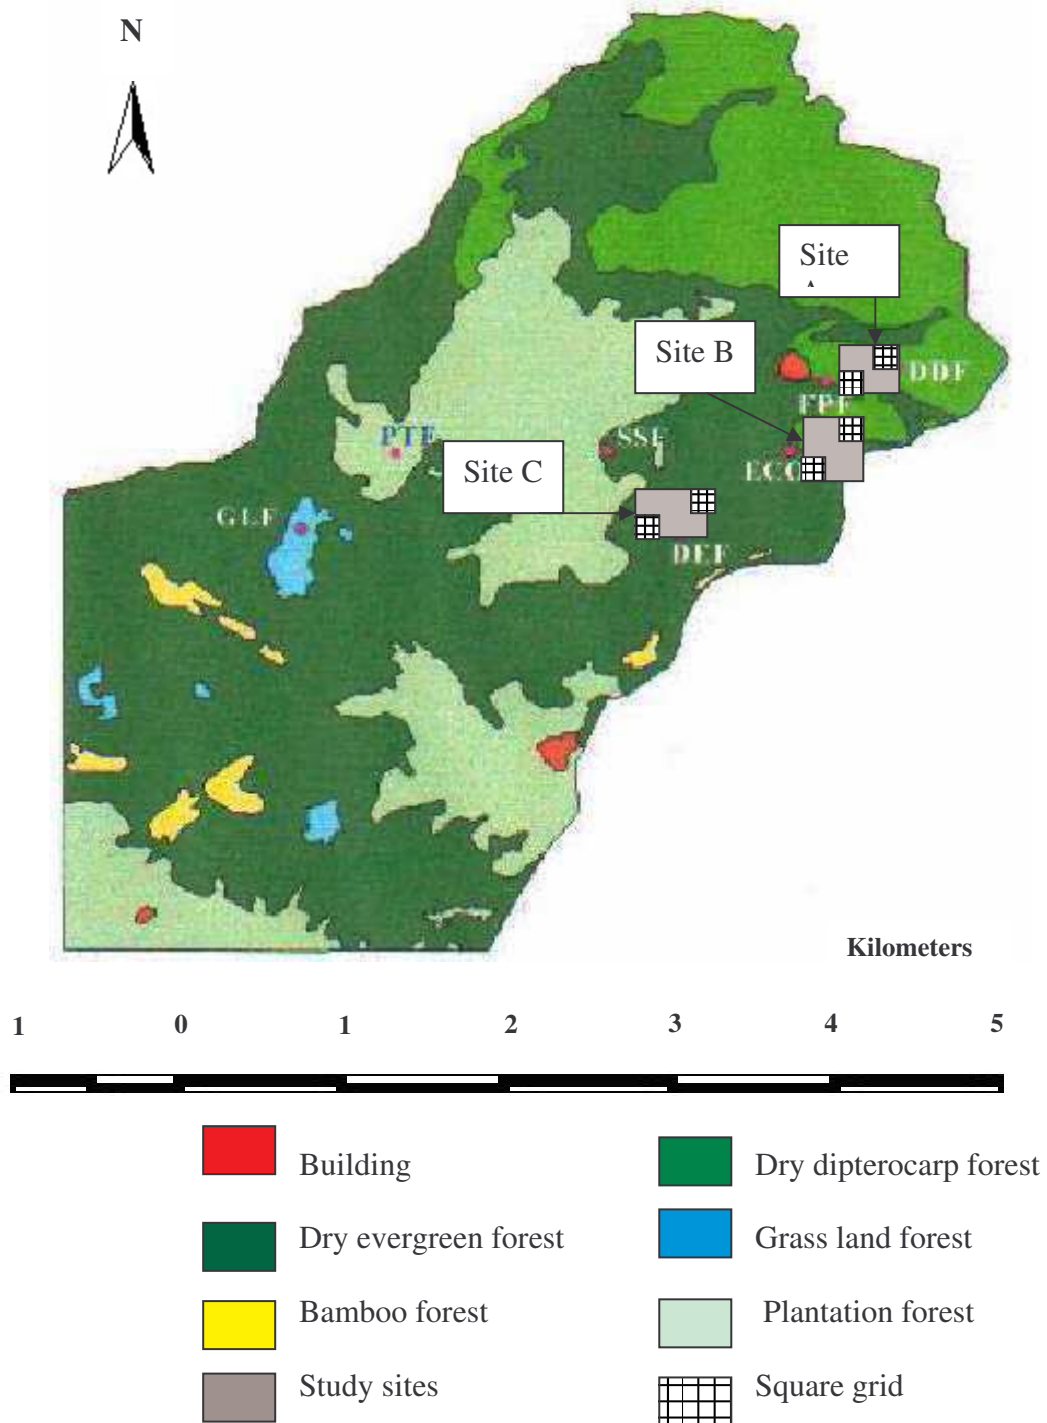 N
Site
A
Site B
DDF
FPF
PTF
SSF
Site C
ECO
GLF
DEF
Kilometers
1 0 1 2 3 4 5
Building
Dry dipterocarp forest
Dry evergreen forest
Grass land forest
Bamboo forest
Plantation forest
Study sites
Square grid